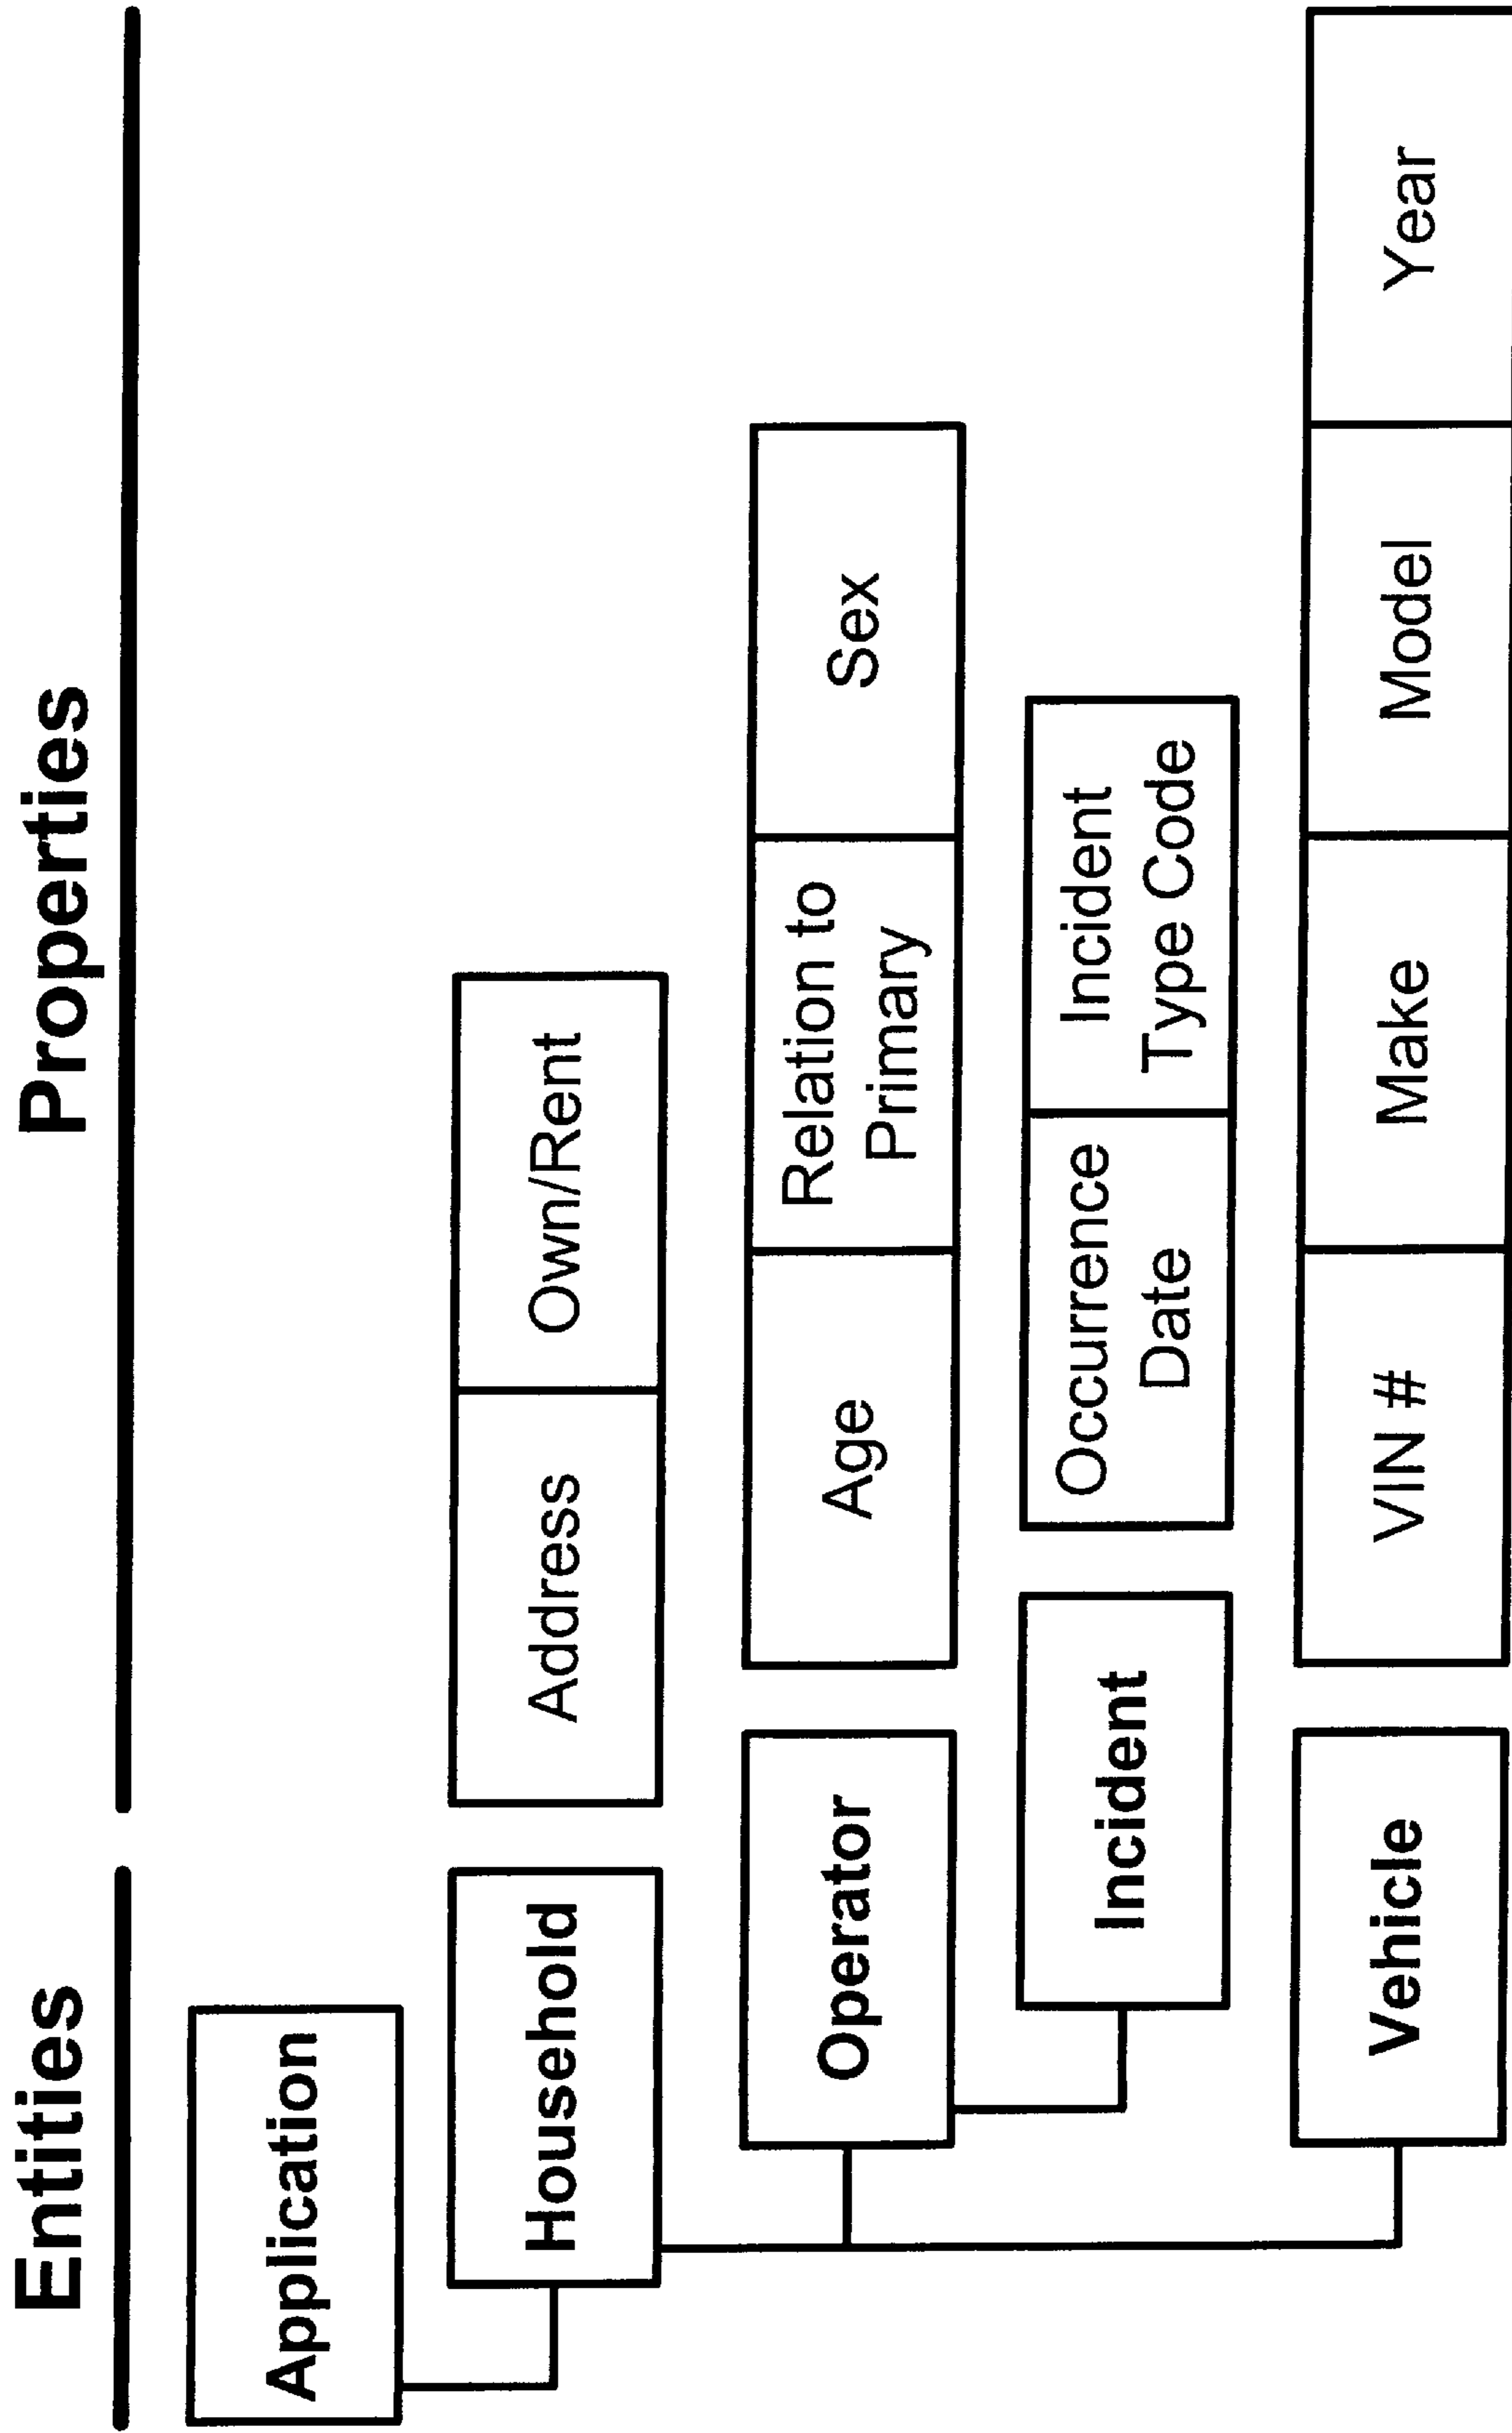 Entities
Properties
Application
Household
Address
Own/Rent
Operator
Age
Relation to
Primary
Sex
Incident
Occurrence
Date
Incident
Type Code
Vehicle
VIN #
Make
Model
Year